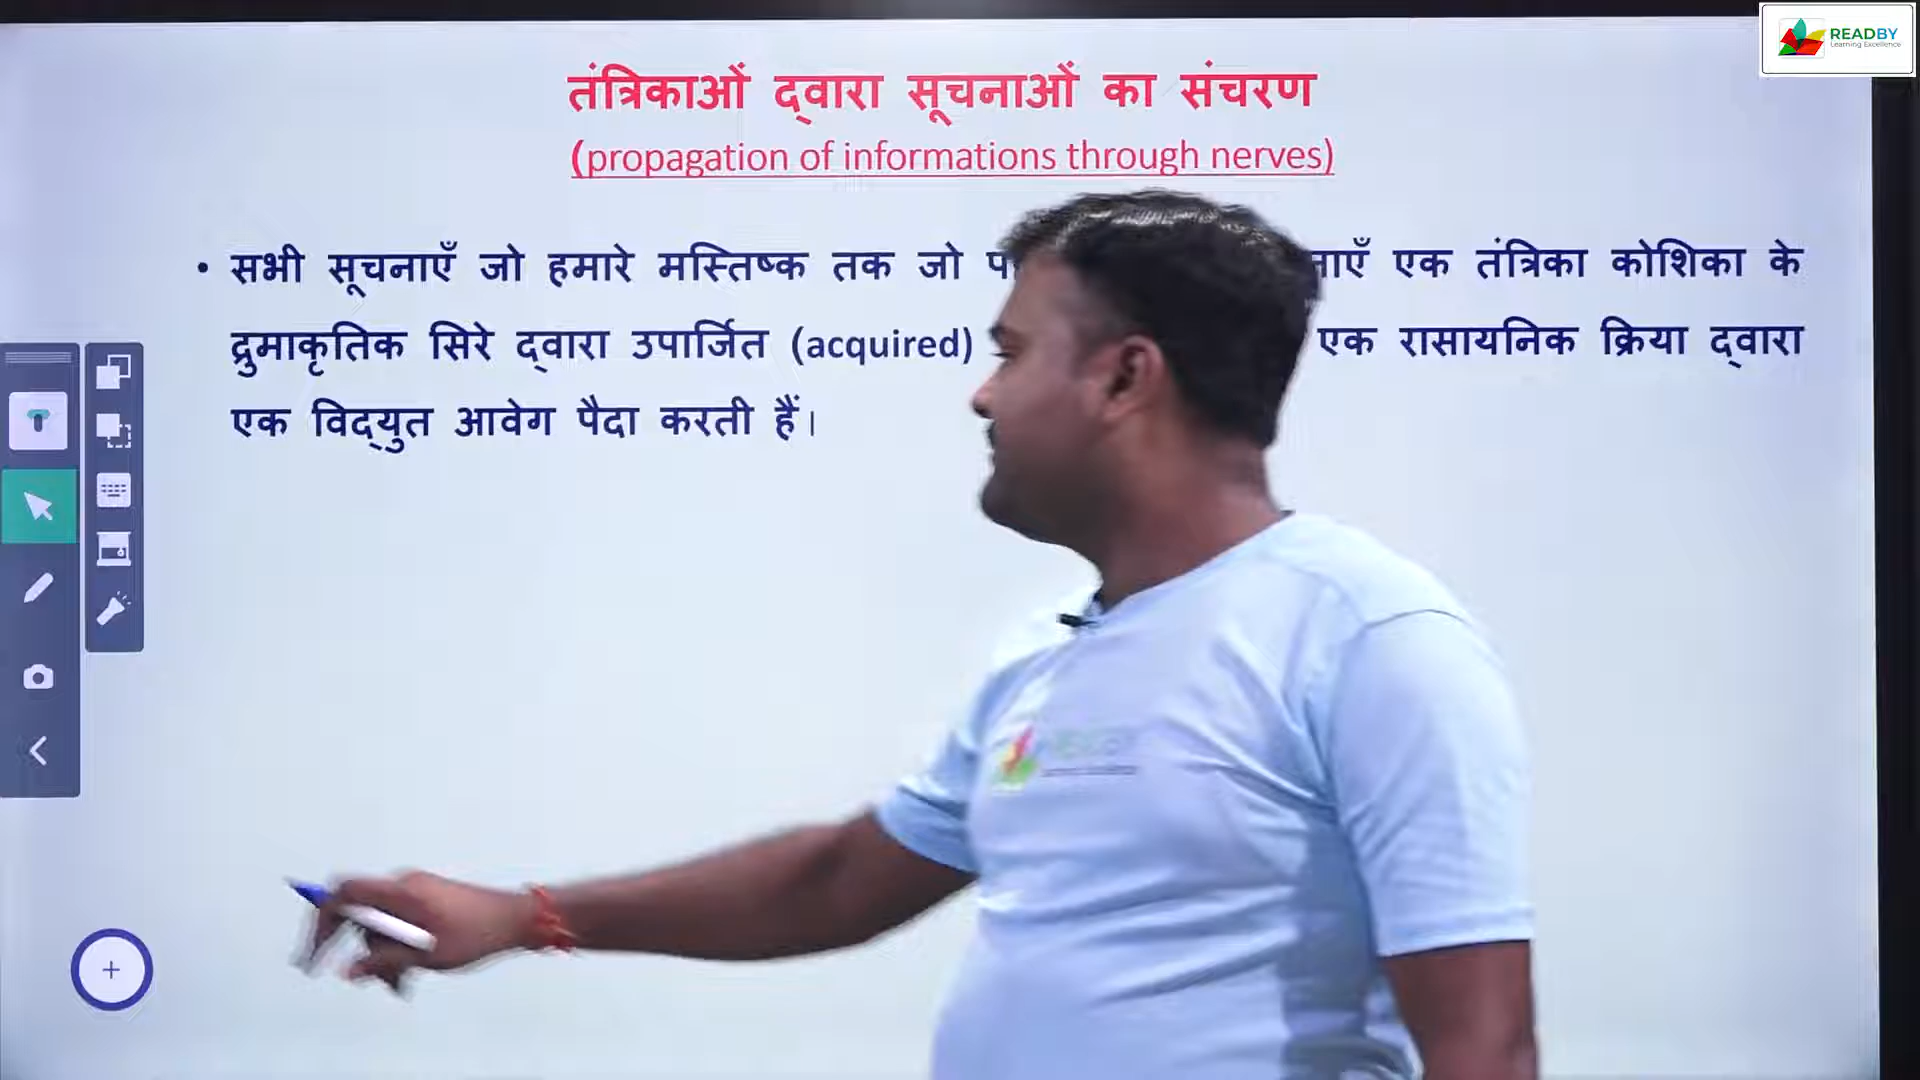 READBY
Learning Excellence
तंत्रिकाओं द्वारा सूचनाओं का संचरण
(propagation of informations through nerves)
• सभी सूचनाएँ जो हमारे मस्तिष्क तक जो एक तंत्रिका कोशिका के
द्रुमाकृतिक सिरे द्वारा उपार्जित (acquired) एक रासायनिक क्रिया द्वारा
एक विद्युत आवेग पैदा करती हैं।